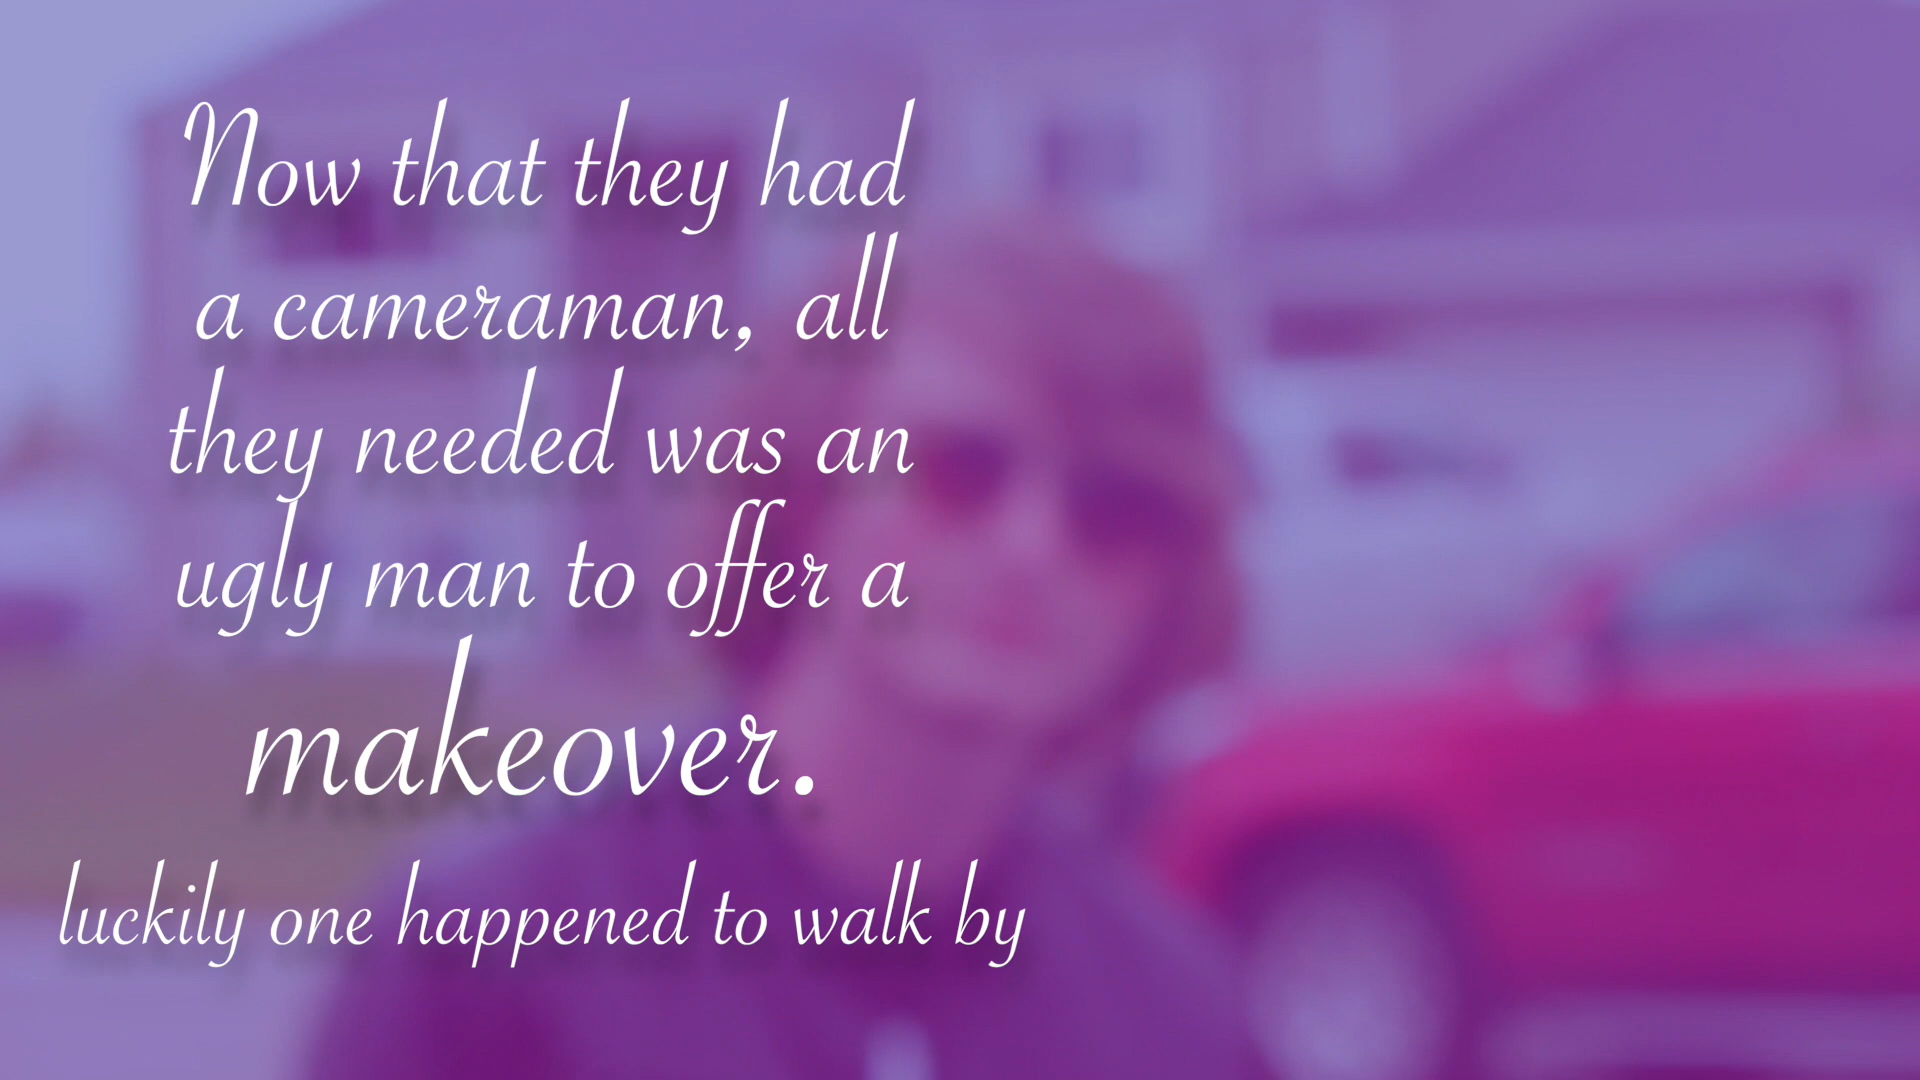 Now that they had
a cameraman, all
they needed was an
ugly man to offer a
makeover.
luckily one happened to walk by